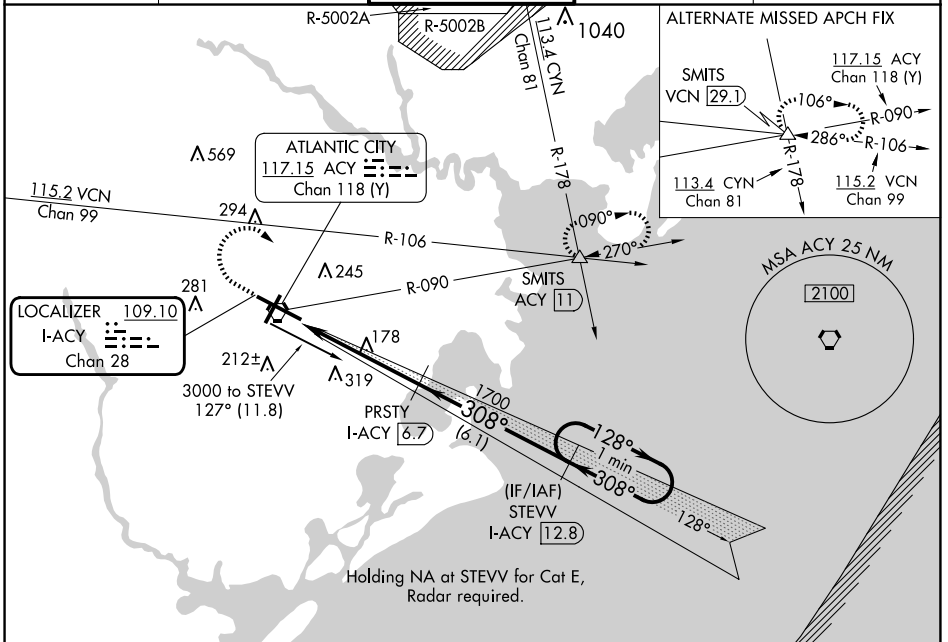 R-5002A
R-5002B
1040
113.4 CYN
Chan 81
R-178
569
ATLANTIC CITY
117.15 ACY
Chan 118 (Y)
115.2 VCN
Chan 99
294
R-106
090°
270°
245
R-090
SMITS
ACY 11
281
LOCALIZER 109.10
I-ACY
Chan 28
178
212±
319
3000 to STEVV
127° (11.8)
PRSTY
I-ACY 6.7
1700
308°
(6.1)
128°
1 min
308°
(IF/IAF)
STEVV
I-ACY 12.8
128°
Holding NA at STEVV for Cat E,
Radar required.
ALTERNATE MISSED APCH FIX
SMITS
VCN 29.1
117.15 ACY
Chan 118 (Y)
106°
R-090
286°
R-106
R-178
113.4 CYN
Chan 81
115.2 VCN
Chan 99
MSA ACY 25 NM
2100